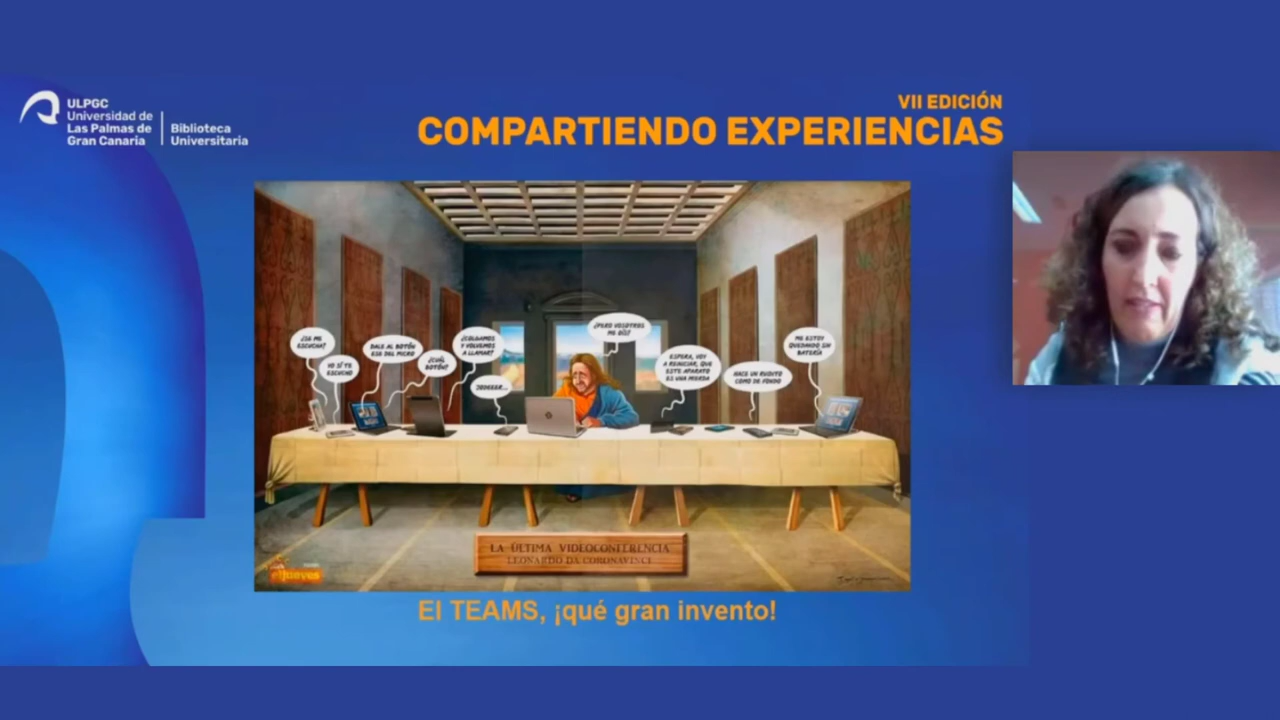 ULPGC
Universidad de
Las Palmas de
Gran Canaria
Biblioteca
Universitaria
VII EDICIÓN
COMPARTIENDO EXPERIENCIAS
¿SE ME
ESCUCHA?
YO SÍ TE
ESCUCHO
DALE AL BOTÓN
ESE DEL MICRO
¿CUÁL
BOTÓN?
¿COLGAMOS
Y VOLVEMOS
A LLAMAR?
JODEEER...
¿PERO VOSOTROS
ME OÍS?
ESPERA, VOY
A REINICIAR, QUE
ESTE APARATO
ES UNA MIERDA
HACE UN RUIDITO
COMO DE FONDO
ME ESTOY
QUEDANDO SIN
BATERÍA
LA ÚLTIMA VIDEOCONFERENCIA
LEONARDO DA CORONAVINCI
el jueves
El TEAMS, ¡qué gran invento!